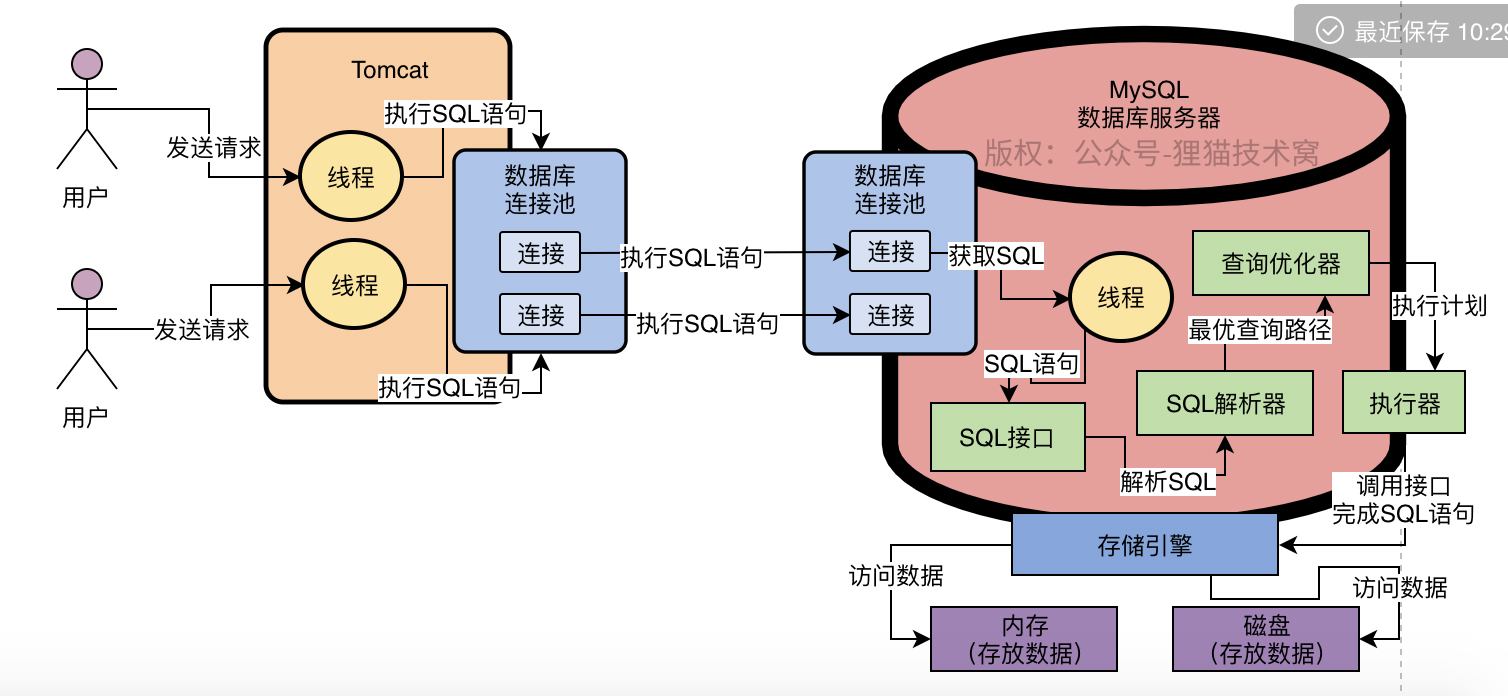 最近保存 10:29
Tomcat
执行SQL语句
发送请求
线程
用户
数据库
连接池
连接
连接
线程
发送请求
执行SQL语句
用户
执行SQL语句
执行SQL语句
MySQL
数据库服务器
版权：公众号-狸猫技术窝
数据库
连接池
连接
连接
获取SQL
线程
查询优化器
执行计划
最优查询路径
SQL语句
SQL接口
SQL解析器
执行器
解析SQL
调用接口
完成SQL语句
存储引擎
访问数据
访问数据
内存
（存放数据）
磁盘
（存放数据）